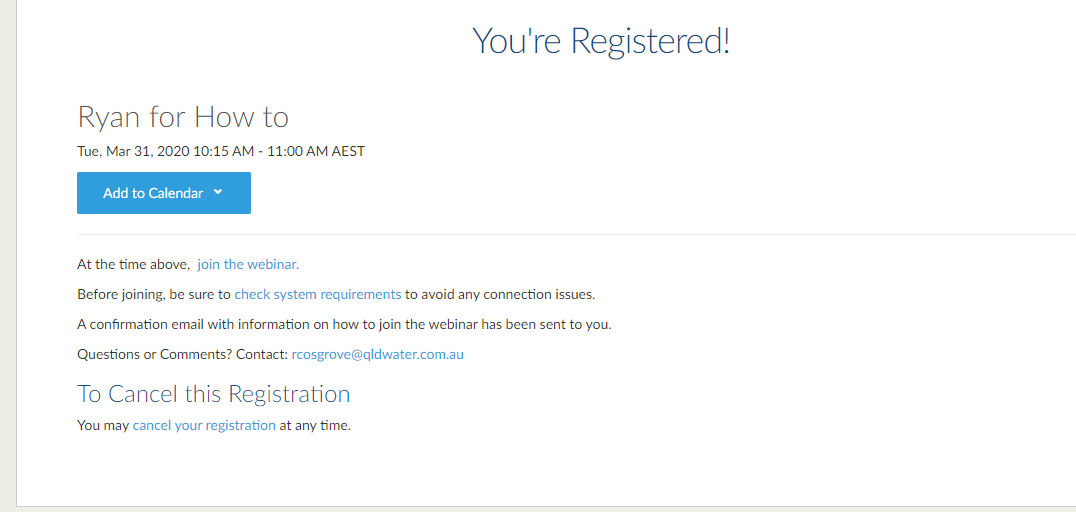 You're Registered!
Ryan for How to
Tue, Mar 31, 2020 10:15 AM - 11:00 AM AEST
Add to Calendar
At the time above, join the webinar.
Before joining, be sure to check system requirements to avoid any connection issues.
A confirmation email with information on how to join the webinar has been sent to you.
Questions or Comments? Contact: rcosgrove@qldwater.com.au
To Cancel this Registration
You may cancel your registration at any time.